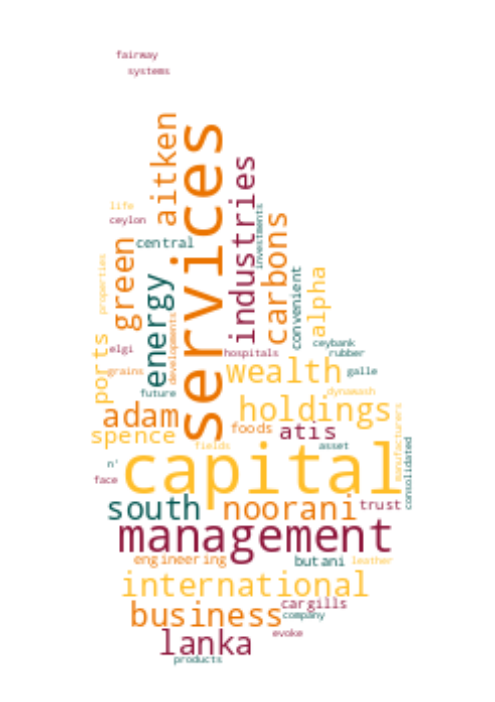 fairway
systems
aitken
services
industries
life
ceylon
central
green
investments
carbons
convenient
alpha
properties
energy
developments
ports
elgi
grains
hospitals
ceybank
rubber
wealth
galle
future
dynawash
adam
holdings
manufacturers
spence
foods
atis
fields
asset
consolidated
n'
face
capital
south
noorani
trust
management
engineering
butani
leather
international
cargills
business
company
lanka
evoke
products